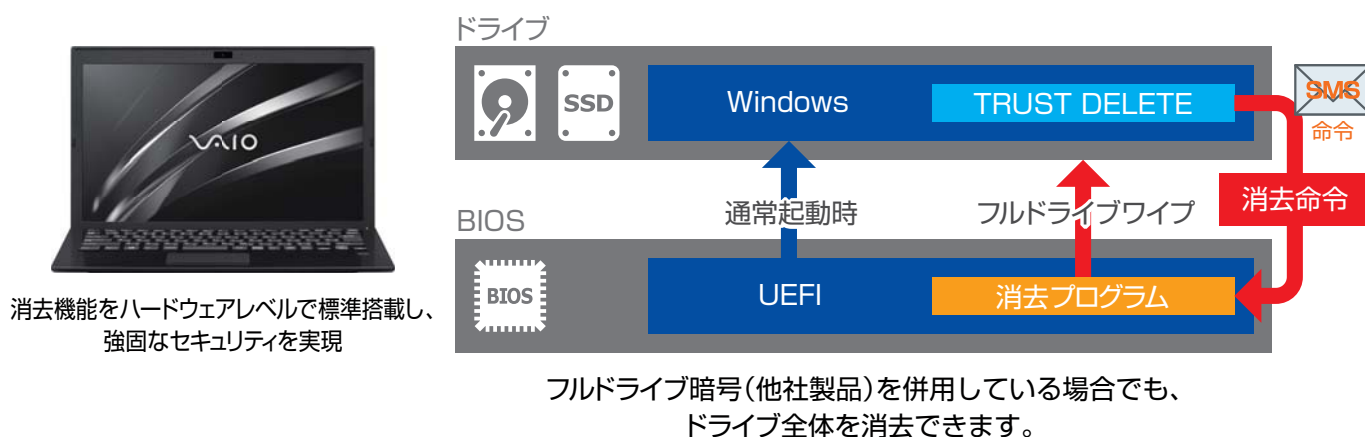 VAIO
消去機能をハードウェアレベルで標準搭載し、
強固なセキュリティを実現
ドライブ
SSD
Windows
TRUST DELETE
SMS
命令
通常起動時
フルドライブワイプ
消去命令
BIOS
BIOS
UEFI
消去プログラム
フルドライブ暗号(他社製品)を併用している場合でも、
ドライブ全体を消去できます。